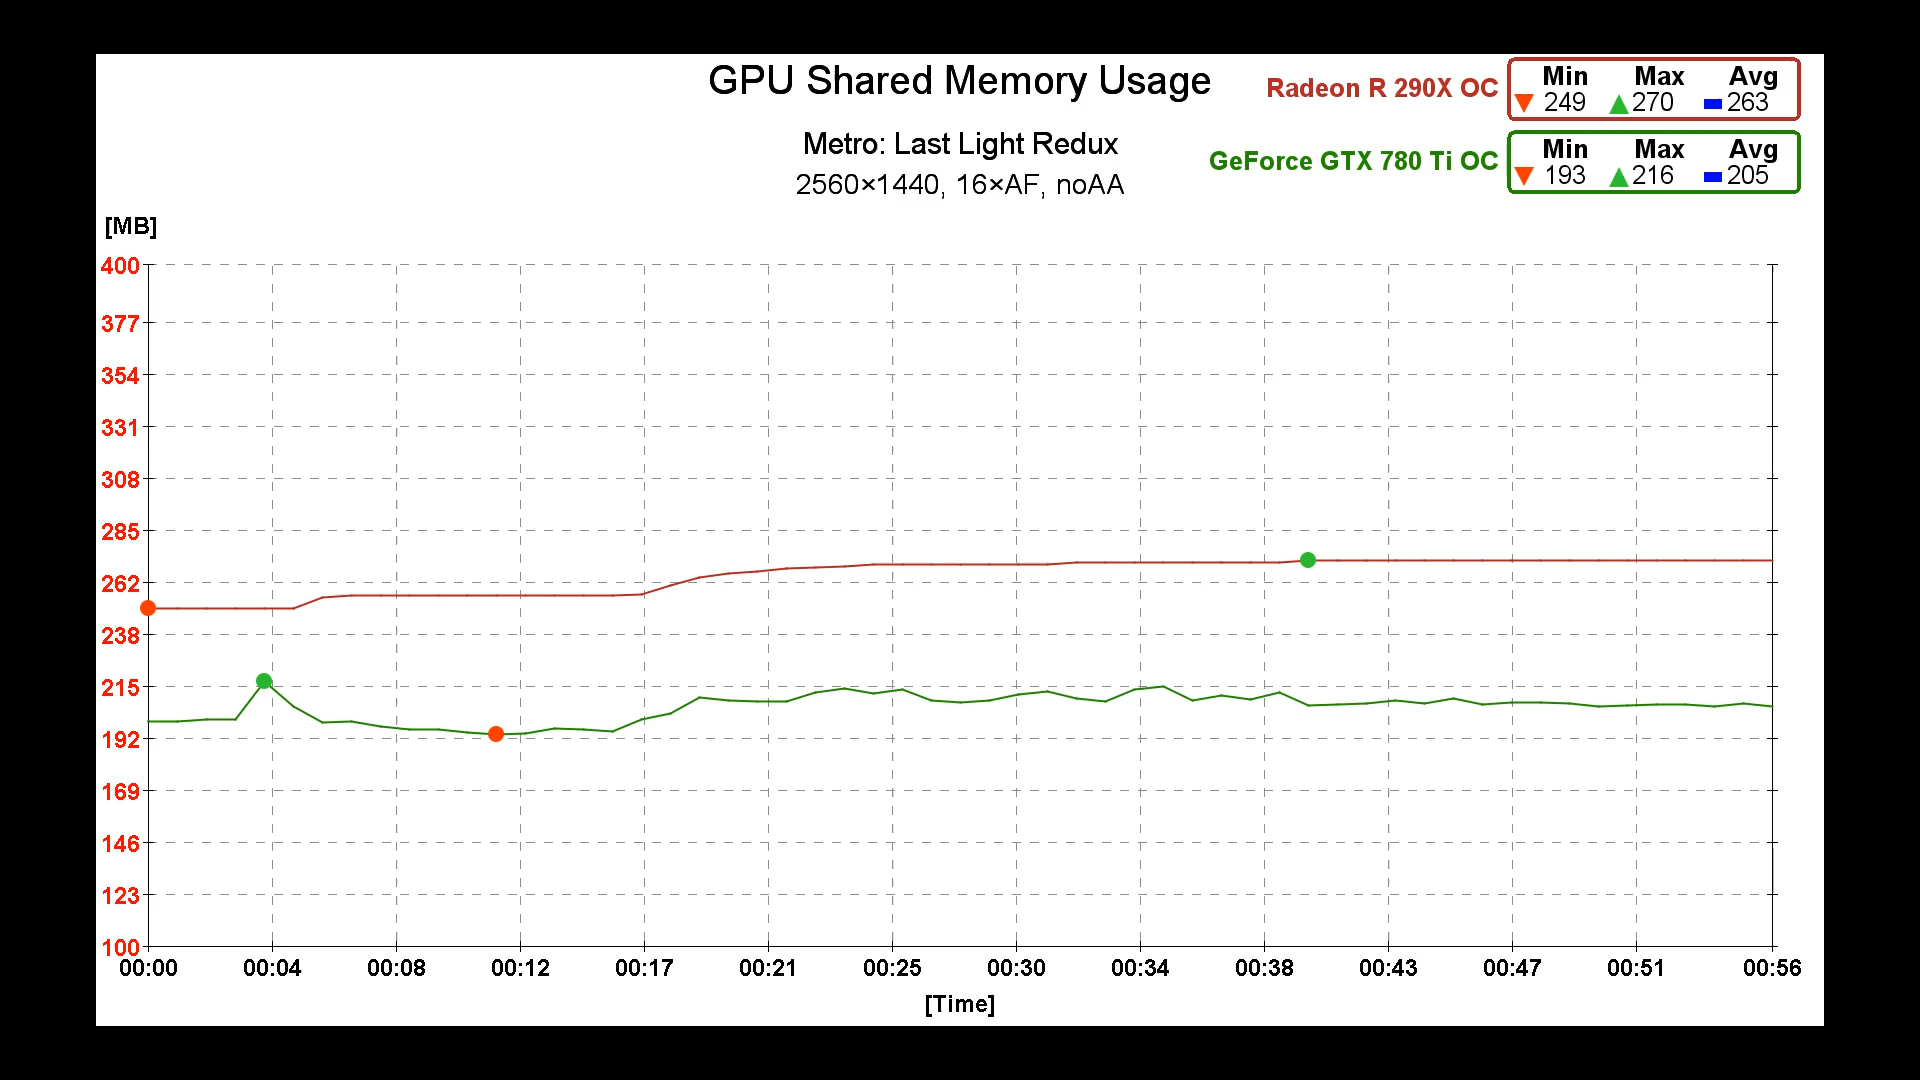 GPU Shared Memory Usage
Metro: Last Light Redux
2560×1440, 16×AF, noAA
Radeon R 290X OC
Min Max Avg
249 270 263
GeForce GTX 780 Ti OC
Min Max Avg
193 216 205
[MB]
400
377
354
331
308
285
262
238
215
192
169
146
123
100
00:00 00:04 00:08 00:12 00:17 00:21 00:25 00:30 00:34 00:38 00:43 00:47 00:51 00:56
[Time]